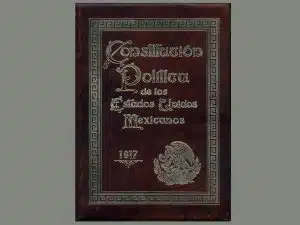 Constitución
Política
de los
Estados Unidos
Mexicanos
1917